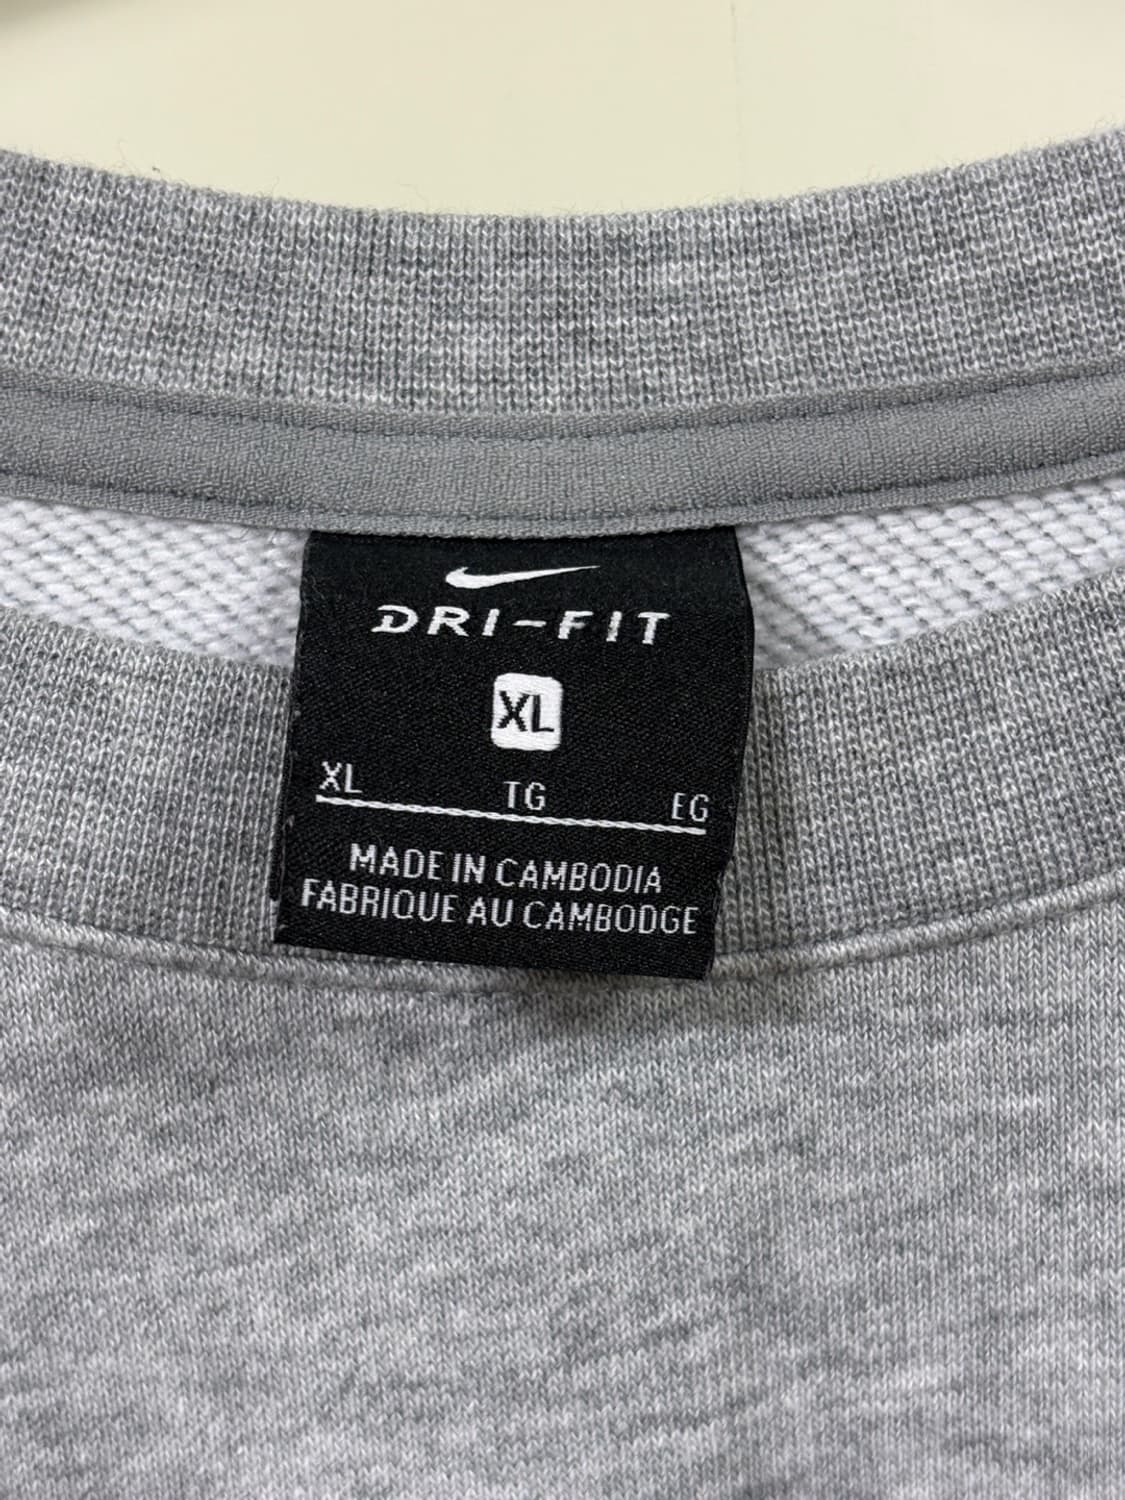 DRI-FIT
XL
XL TG EG
MADE IN CAMBODIA
FABRIQUE AU CAMBODGE